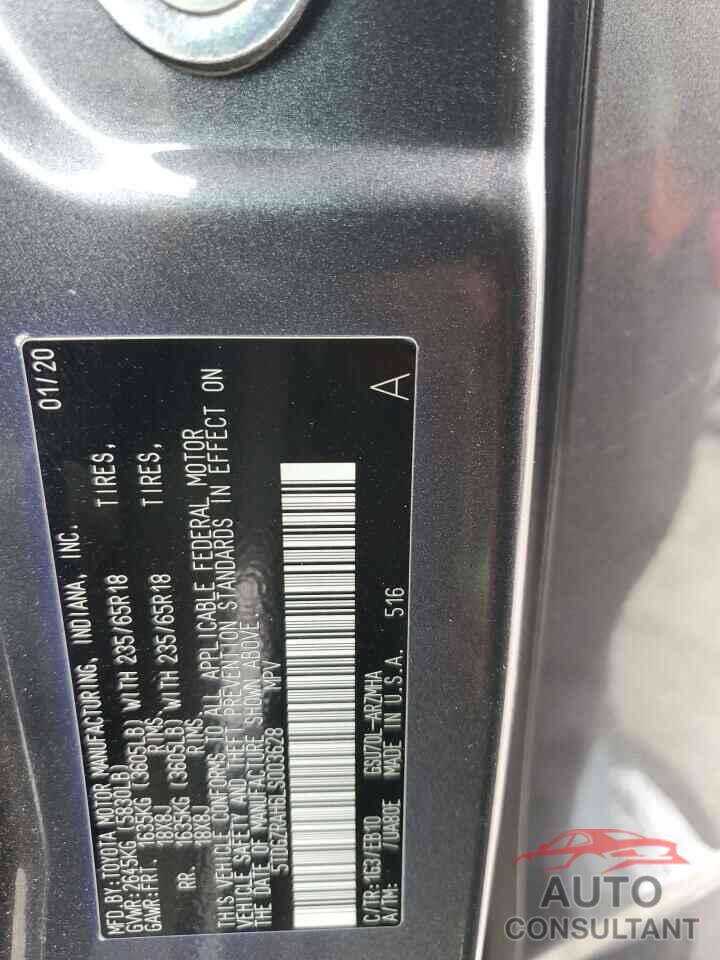 MFD.BY:TOYOTA MOTOR MANUFACTURING, INDIANA, INC. 01/20
GVWR:2645KG (5830LB)
GAWR:FRT. 1635KG (3605LB) WITH 235/65R18 TIRES,
18X8J RIMS,
RR. 1635KG (3605LB) WITH 235/65R18 TIRES,
18X8J RIMS,
THIS VEHICLE CONFORMS TO ALL APPLICABLE FEDERAL MOTOR
VEHICLE SAFETY AND THEFT PREVENTION STANDARDS IN EFFECT ON
THE DATE OF MANUFACTURE SHOWN ABOVE.
5TDGZRAH6LS003628 MPV
C/TR:1G3/FB10 GSU70L-ARZMHA A
A/TM: /UA80E MADE IN U.S.A. 516
AUTO
CONSULTANT